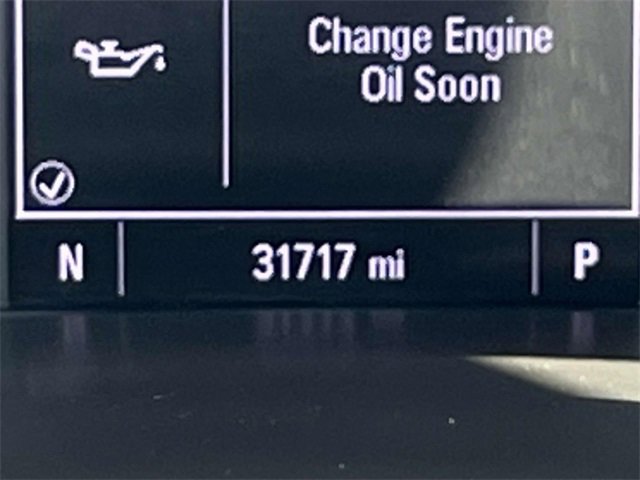 Change Engine
Oil Soon
N 31717 mi P